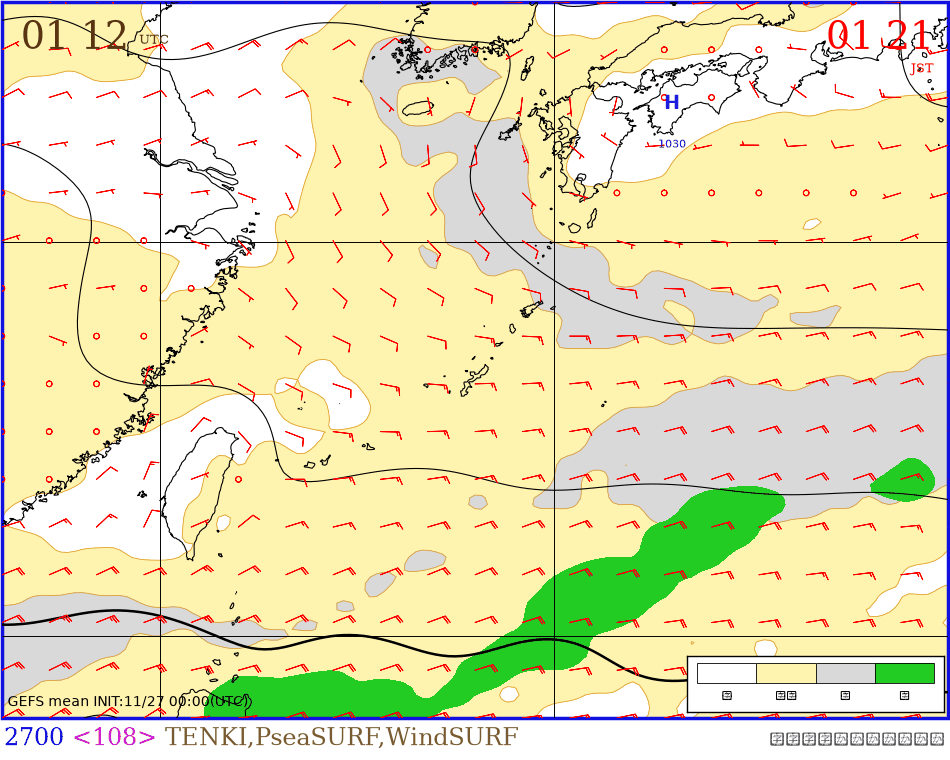 01 12 UTC
01 21
JST
H
1030
GEFS mean INIT:11/27 00:00(UTC)
2700 <108> TENKI,PseaSURF,WindSURF